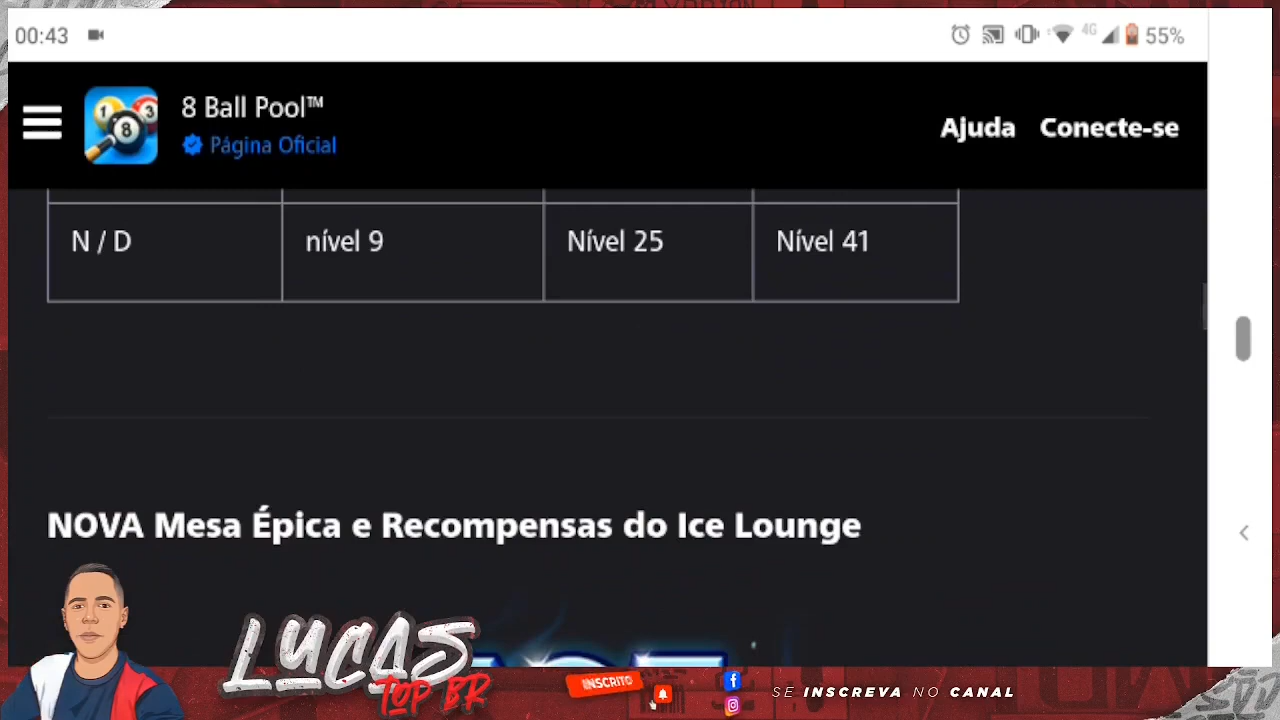 00:43
4G
55%
8 Ball Pool™
Página Oficial
Ajuda
Conecte-se
N / D
nível 9
Nível 25
Nível 41
NOVA Mesa Épica e Recompensas do Ice Lounge
LUCAS
TOP BR
INSCRITO
SE INSCREVA NO CANAL